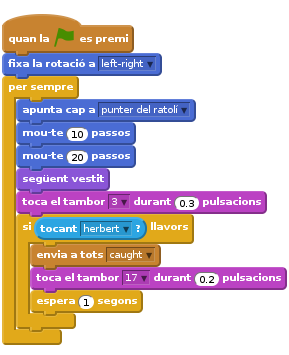 quan la es premi
fixa la rotació a left-right
per sempre
apunta cap a punter del ratolí
mou-te 10 passos
mou-te 20 passos
següent vestit
toca el tambor 3 durant 0.3 pulsacions
si tocant herbert ? llavors
envia a tots caught
toca el tambor 17 durant 0.2 pulsacions
espera 1 segons